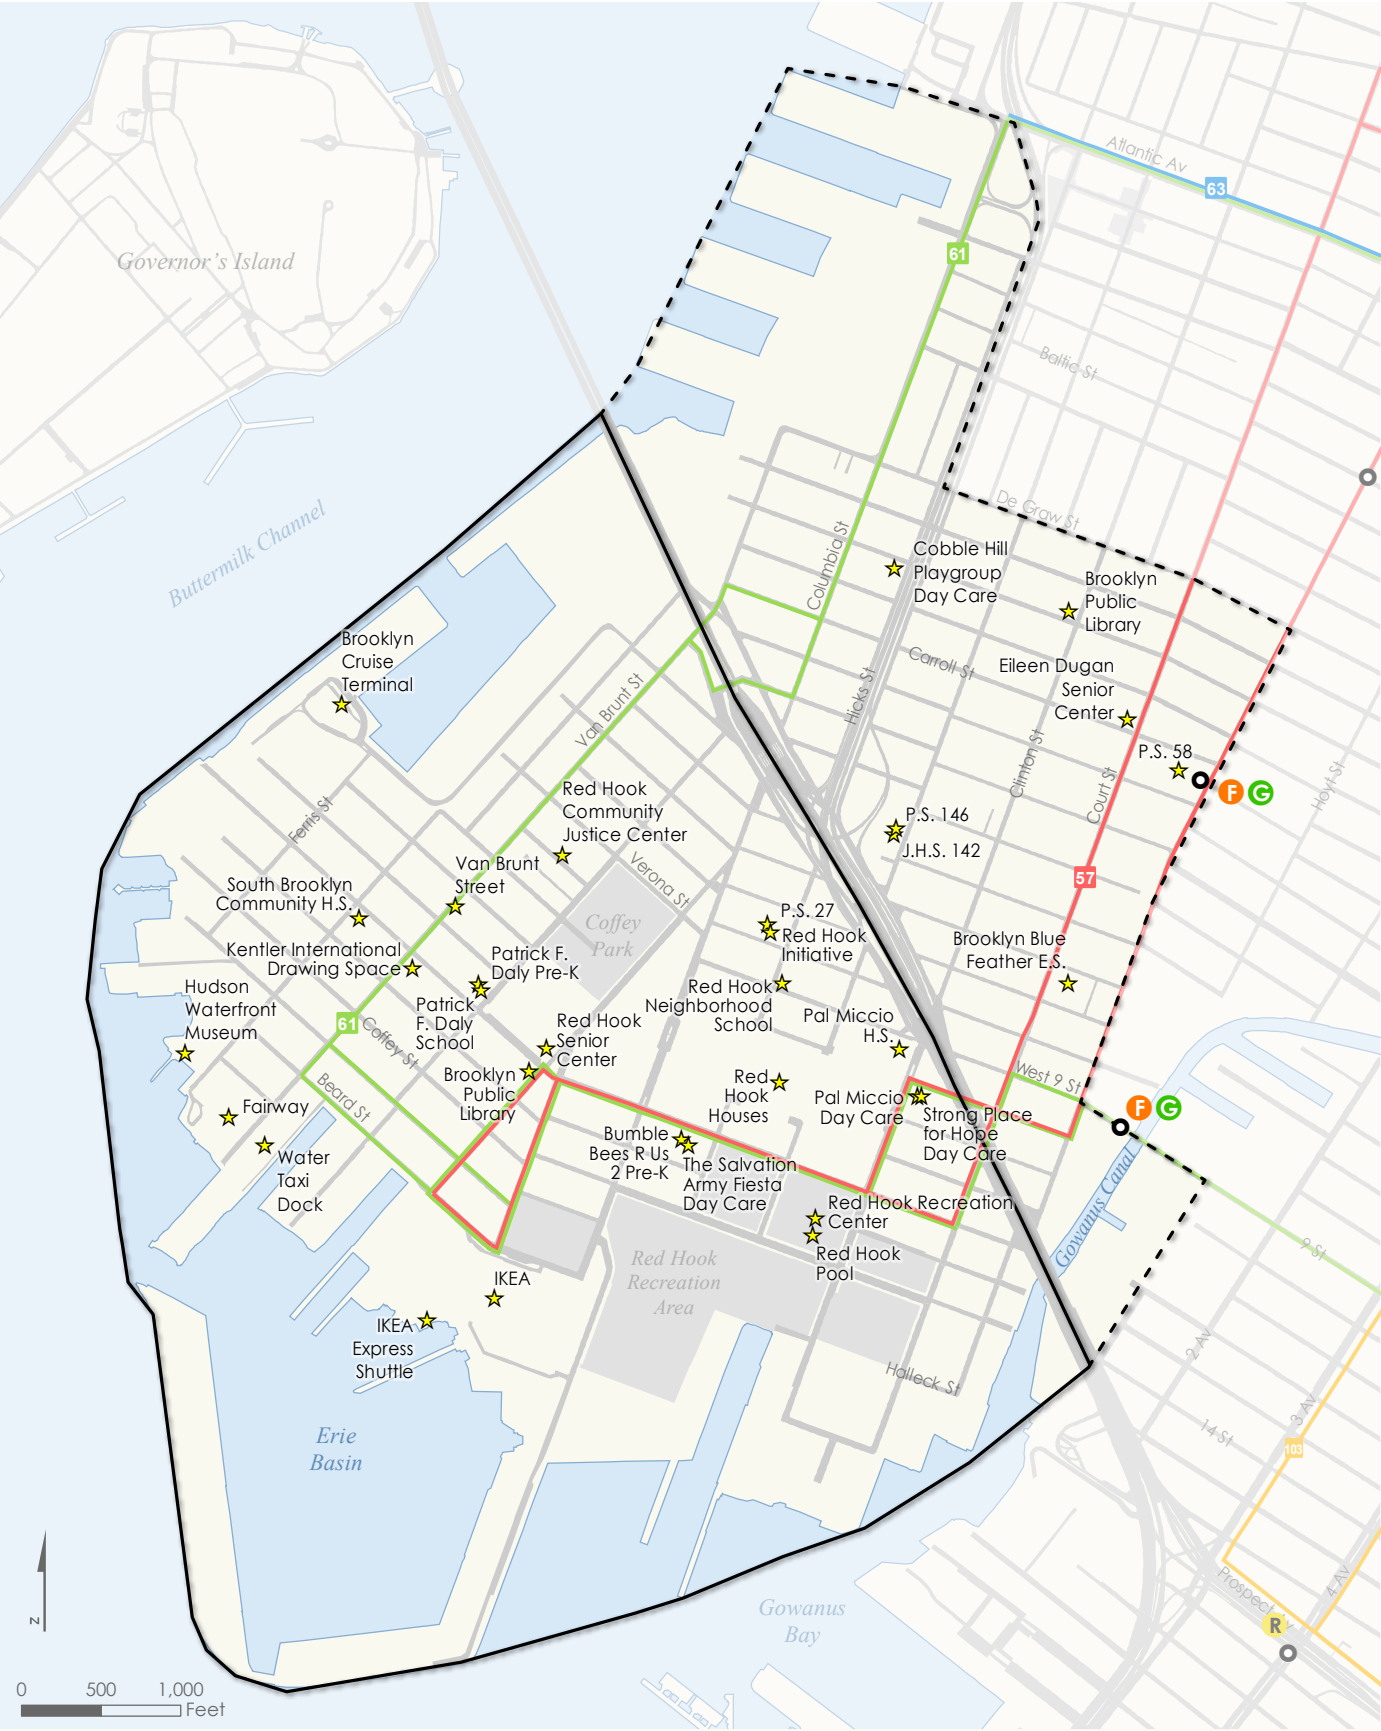 Atlantic Av
63
61
Governor's Island
Baltic St
De Graw St
Buttermilk Channel
Columbia St
Cobble Hill
Playgroup
Day Care
Brooklyn
Public
Library
Brooklyn
Cruise
Terminal
Carroll St
Eileen Dugan
Senior
Center
Hicks St
Van Brunt St
Clinton St
P.S. 58
Court St
Hoyt St
F
G
Red Hook
Community
Justice Center
Ferris St
P.S. 146
J.H.S. 142
Van Brunt
Street
Verona St
57
South Brooklyn
Community H.S.
Coffey
Park
P.S. 27
Red Hook
Initiative
Brooklyn Blue
Feather E.S.
Kentler International
Drawing Space
Patrick F.
Daly Pre-K
Hudson
Waterfront
Museum
Patrick
F. Daly
School
Red Hook
Neighborhood
School
Pal Miccio
H.S.
61
Coffey St
Red Hook
Senior
Center
Beard St
Brooklyn
Public
Library
Red
Hook
Houses
West 9 St
Pal Miccio
Day Care
Strong Place
for Hope
Day Care
F
G
Fairway
Water
Taxi
Dock
Bumble
Bees R Us
2 Pre-K
The Salvation
Army Fiesta
Day Care
Gowanus Canal
Red Hook Recreation
Center
Red Hook
Pool
9 St
Red Hook
Recreation
Area
IKEA
IKEA
Express
Shuttle
2 Av
Halleck St
3 Av
14 St
103
Erie
Basin
Prospect Av
4 Av
R
Gowanus
Bay
N
0
500
1,000
Feet